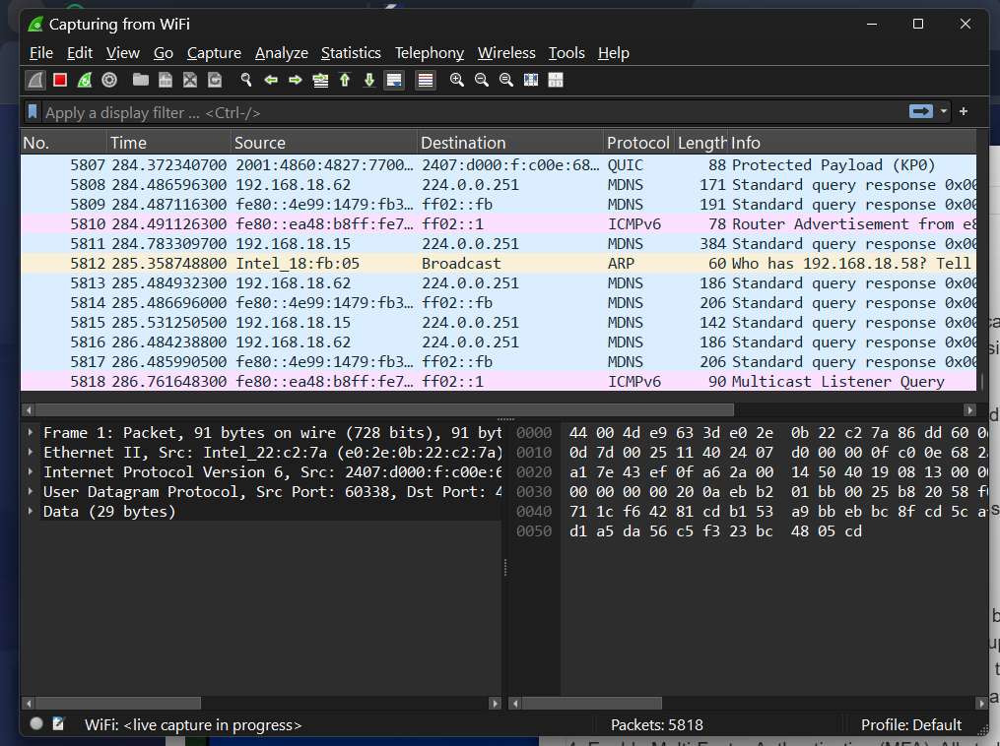 Capturing from WiFi
File Edit View Go Capture Analyze Statistics Telephony Wireless Tools Help
Apply a display filter ... <Ctrl-/>
No. Time Source Destination Protocol Length Info
5807 284.372340700 2001:4860:4827:7700... 2407:d000:f:c00e:68... QUIC 88 Protected Payload (KP0)
5808 284.486596300 192.168.18.62 224.0.0.251 MDNS 171 Standard query response 0x00
5809 284.487116300 fe80::4e99:1479:fb3... ff02::fb MDNS 191 Standard query response 0x00
5810 284.491126300 fe80::ea48:b8ff:fe7... ff02::1 ICMPv6 78 Router Advertisement from e8
5811 284.783309700 192.168.18.15 224.0.0.251 MDNS 384 Standard query response 0x00
5812 285.358748800 Intel_18:fb:05 Broadcast ARP 60 Who has 192.168.18.58? Tell
5813 285.484932300 192.168.18.62 224.0.0.251 MDNS 186 Standard query response 0x00
5814 285.486696000 fe80::4e99:1479:fb3... ff02::fb MDNS 206 Standard query response 0x00
5815 285.531250500 192.168.18.15 224.0.0.251 MDNS 142 Standard query response 0x00
5816 286.484238800 192.168.18.62 224.0.0.251 MDNS 186 Standard query response 0x00
5817 286.485990500 fe80::4e99:1479:fb3... ff02::fb MDNS 206 Standard query response 0x00
5818 286.761648300 fe80::ea48:b8ff:fe7... ff02::1 ICMPv6 90 Multicast Listener Query
Frame 1: Packet, 91 bytes on wire (728 bits), 91 byt
Ethernet II, Src: Intel_22:c2:7a (e0:2e:0b:22:c2:7a)
Internet Protocol Version 6, Src: 2407:d000:f:c00e:6
User Datagram Protocol, Src Port: 60338, Dst Port: 4
Data (29 bytes)
0000 44 00 4d e9 63 3d e0 2e 0b 22 c2 7a 86 dd 60
0010 0d 7d 00 25 11 40 24 07 d0 00 00 0f c0 0e 68
0020 a1 7e 43 ef 0f a6 2a 00 14 50 40 19 08 13 00
0030 00 00 00 00 20 0a eb b2 01 bb 00 25 b8 20 58
0040 71 1c f6 42 81 cd b1 53 a9 bb eb bc 8f cd 5c
0050 d1 a5 da 56 c5 f3 23 bc 48 05 cd
WiFi: <live capture in progress> Packets: 5818 Profile: Default